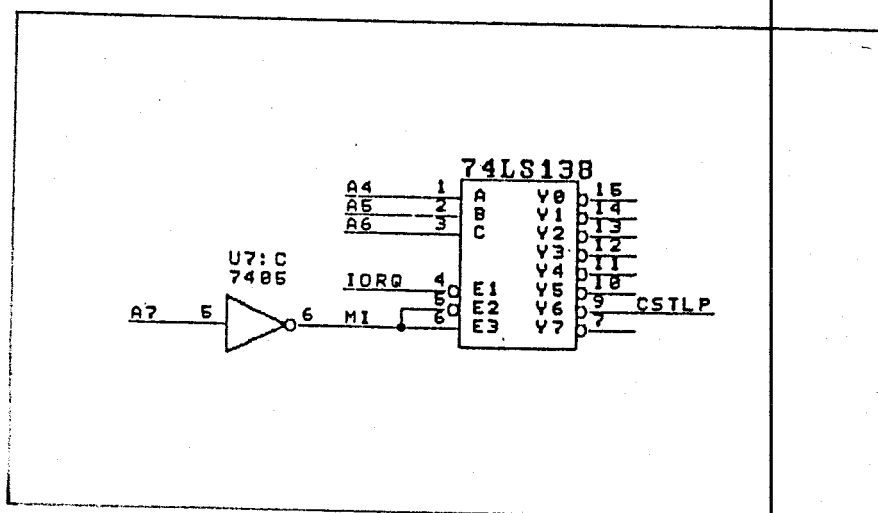 74LS138
A4 1 A Y0 15
A5 2 B Y1 14
A6 3 C Y2 13
Y3 12
Y4 11
U7:C
7405
IORQ 4 E1 Y5 10
5 E2 Y6 9 CSTLP
A7 5 6 MI 6 E3 Y7 7